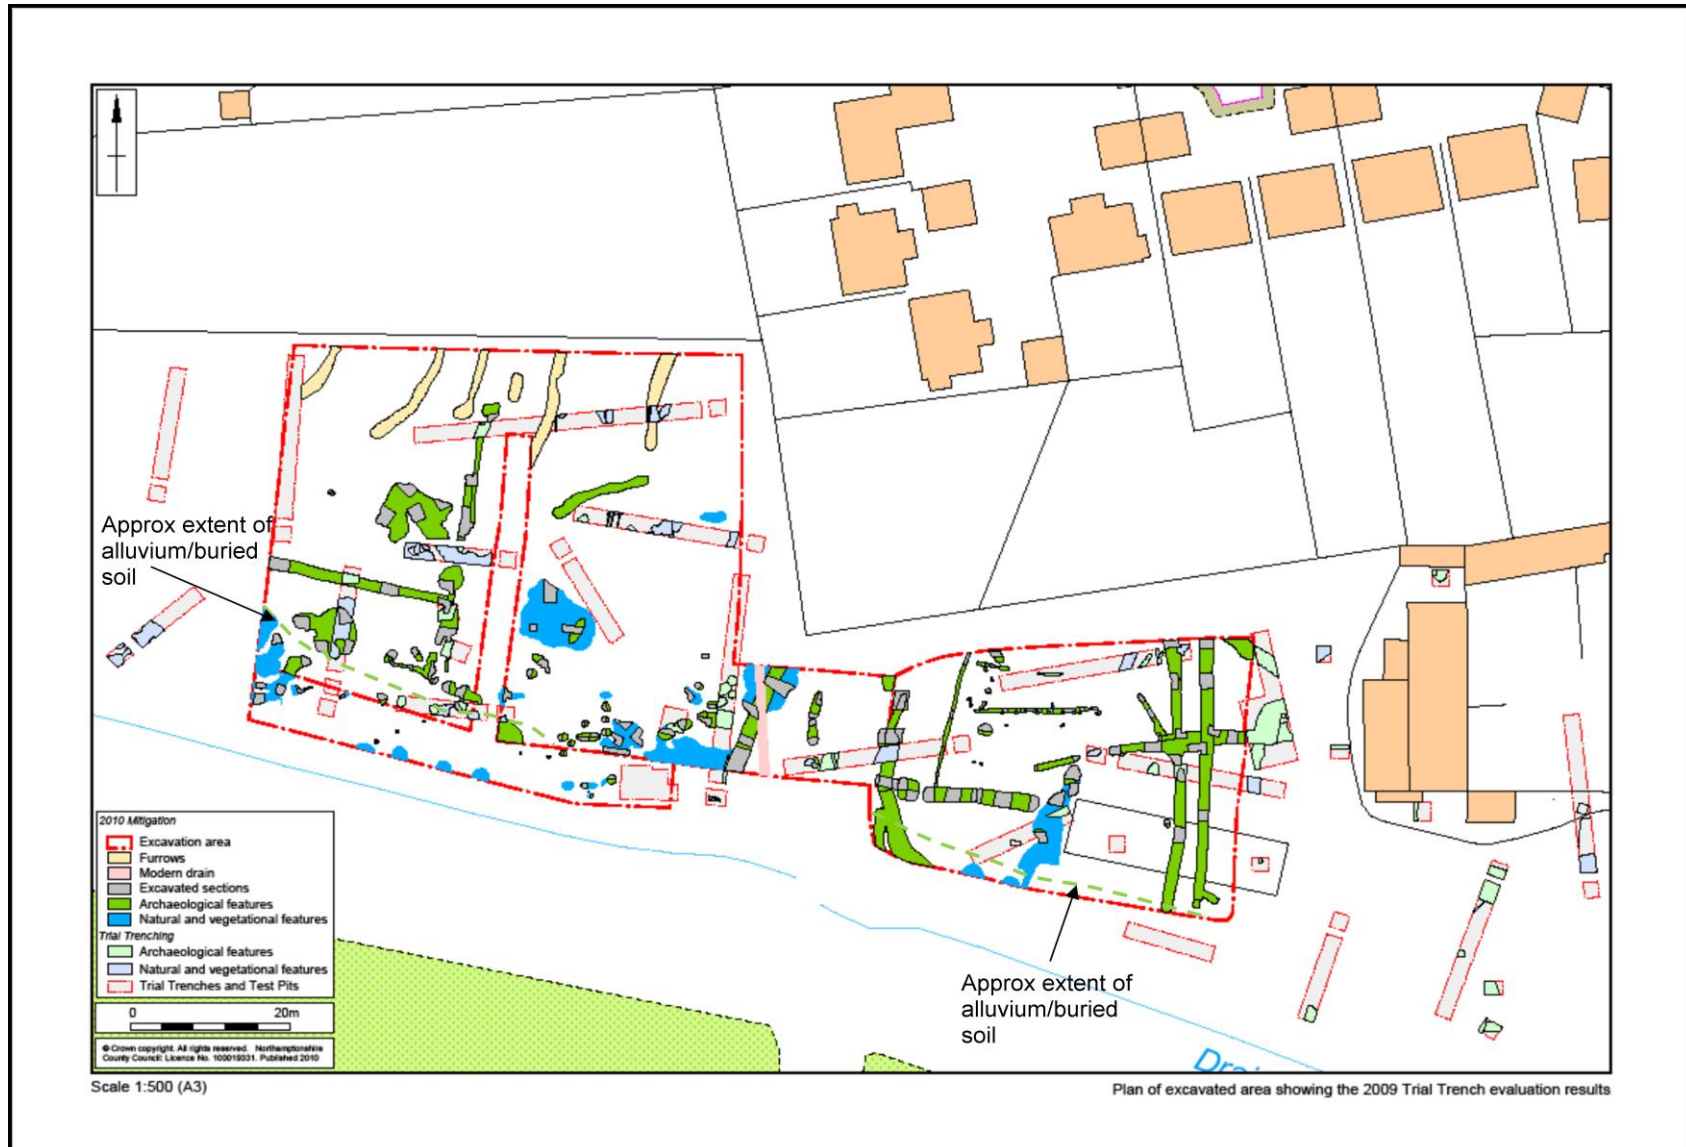 Approx extent of
alluvium/buried
soil
Approx extent of
alluvium/buried
soil
2010 Mitigation
Excavation area
Furrows
Modern drain
Excavated sections
Archaeological features
Natural and vegetational features
Trial Trenching
Archaeological features
Natural and vegetational features
Trial Trenches and Test Pits
0 20m
© Crown copyright. All rights reserved. Northamptonshire
County Council: Licence No. 100019331. Published 2010
Scale 1:500 (A3)
Plan of excavated area showing the 2009 Trial Trench evaluation results